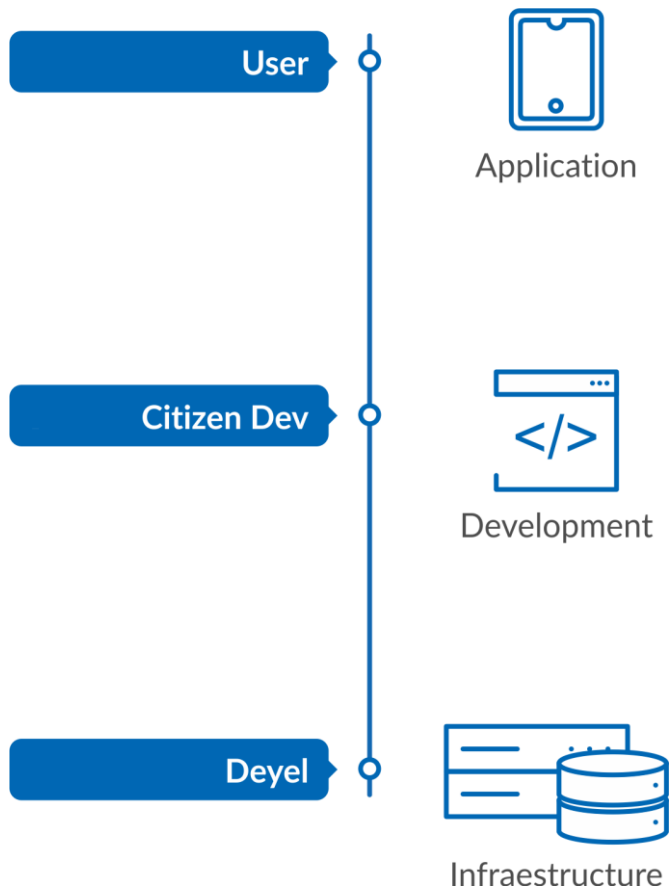 User
Application
Citizen Dev
</>
Development
Deyel
Infraestructure